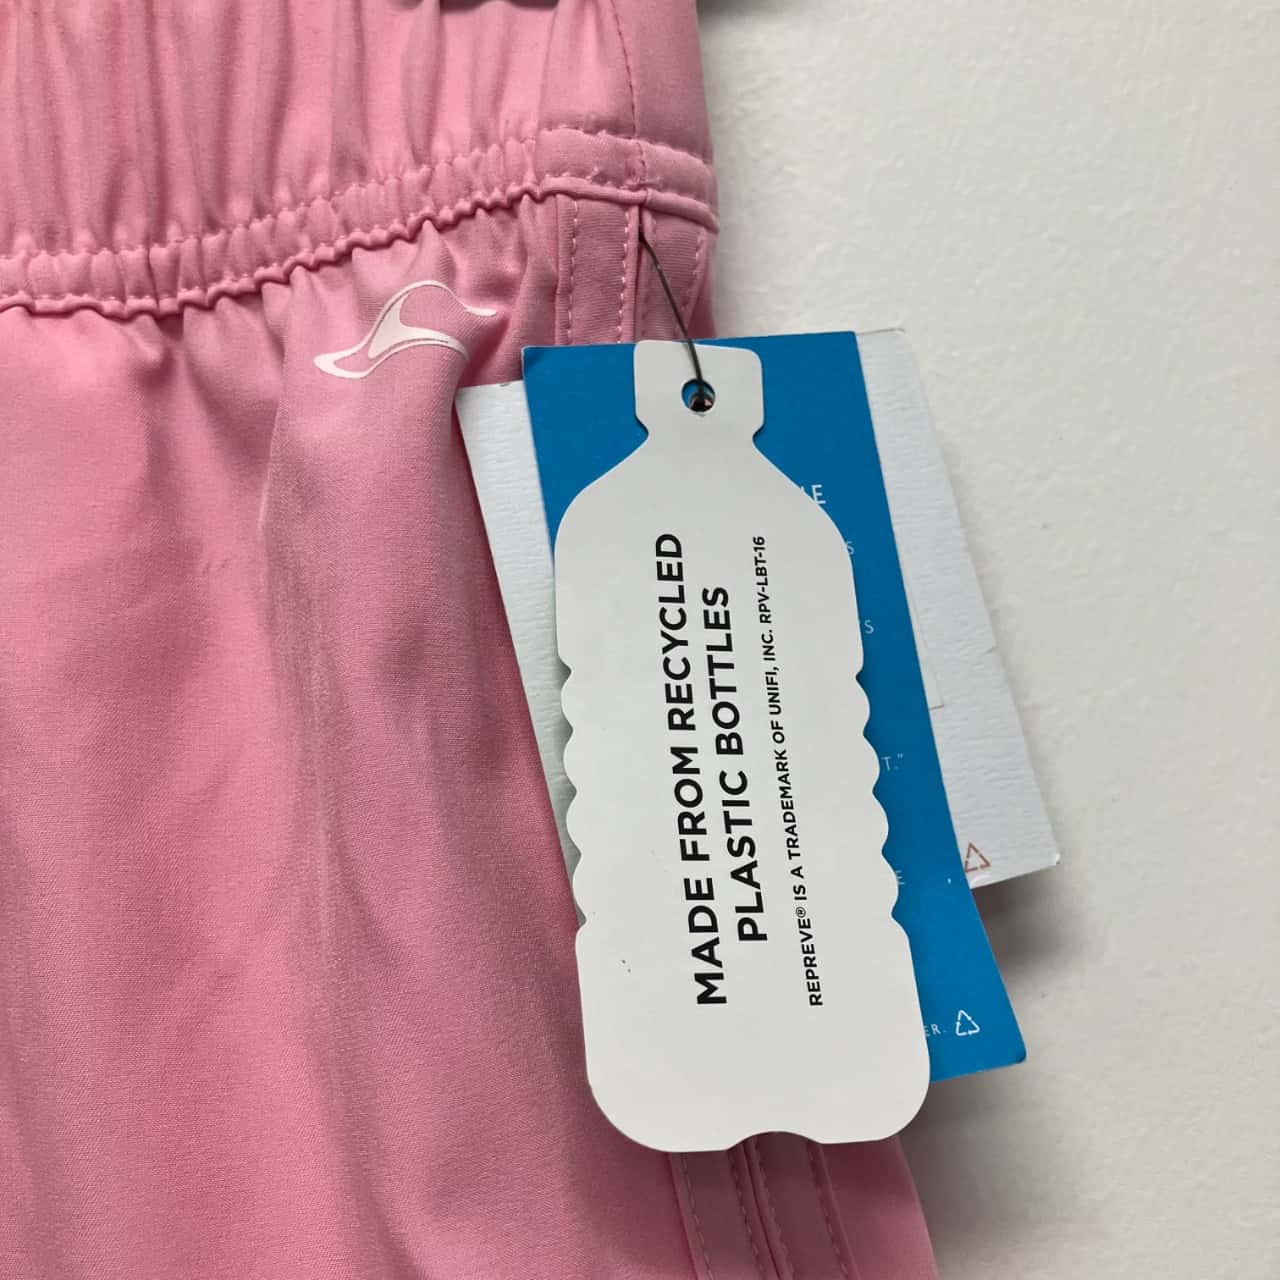 MADE FROM RECYCLED
PLASTIC BOTTLES
REPREVE® IS A TRADEMARK OF UNIFI, INC. RPV-LBT-16